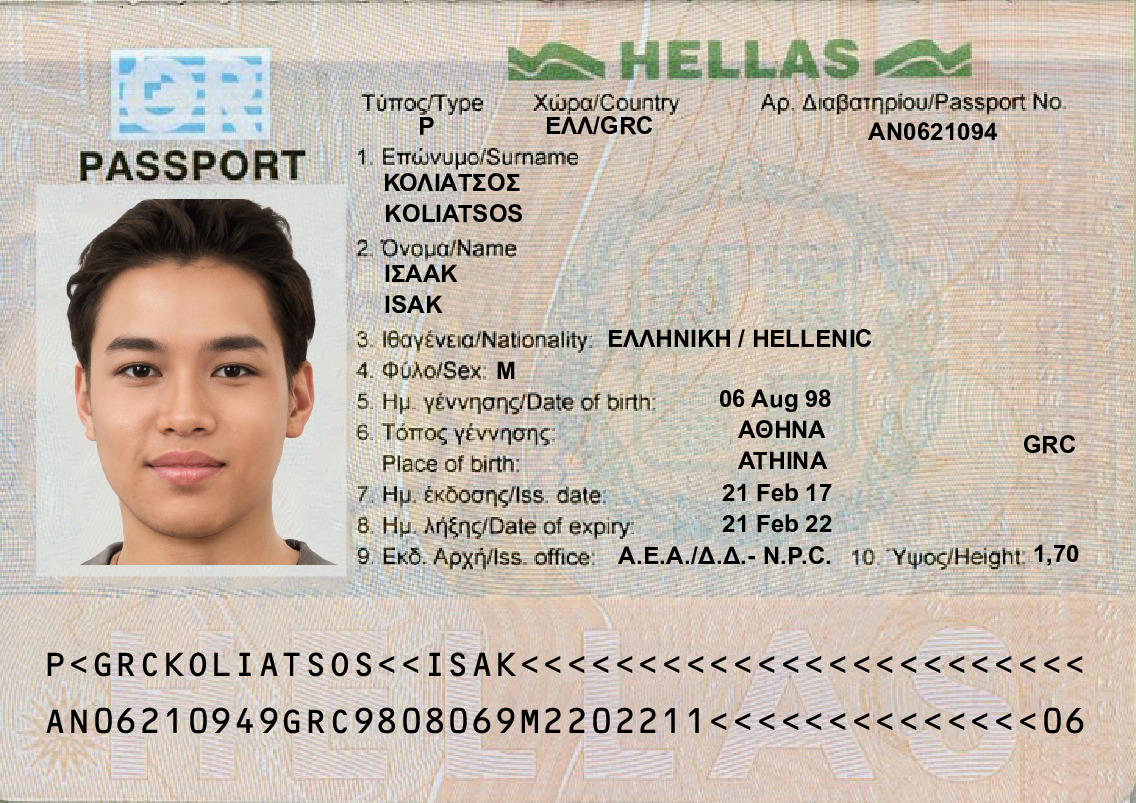 GR
HELLAS
PASSPORT
Τύπος/Type Χώρα/Country Αρ. Διαβατηρίου/Passport No.
P ΕΛΛ/GRC AN0621094
1. Επώνυμο/Surname
ΚΟΛΙΑΤΣΟΣ
KOLIATSOS
2. Όνομα/Name
ΙΣΑΑΚ
ISAK
3. Ιθαγένεια/Nationality: ΕΛΛΗΝΙΚΗ / HELLENIC
4. Φύλο/Sex: M
5. Ημ. γέννησης/Date of birth: 06 Aug 98
6. Τόπος γέννησης: ΑΘΗΝΑ
GRC
Place of birth: ATHINA
7. Ημ. έκδοσης/Iss. date: 21 Feb 17
8. Ημ. λήξης/Date of expiry: 21 Feb 22
9 Εκδ. Αρχή/Iss. office: Α.Ε.Α./Δ.Δ.- N.P.C. 10. Ύψος/Height: 1,70
HELLAS
P<GRCKOLIATSOS<<ISAK<<<<<<<<<<<<<<<<<<<<<<<<
AN06210949GRC9808069M2202211<<<<<<<<<<<<<<06